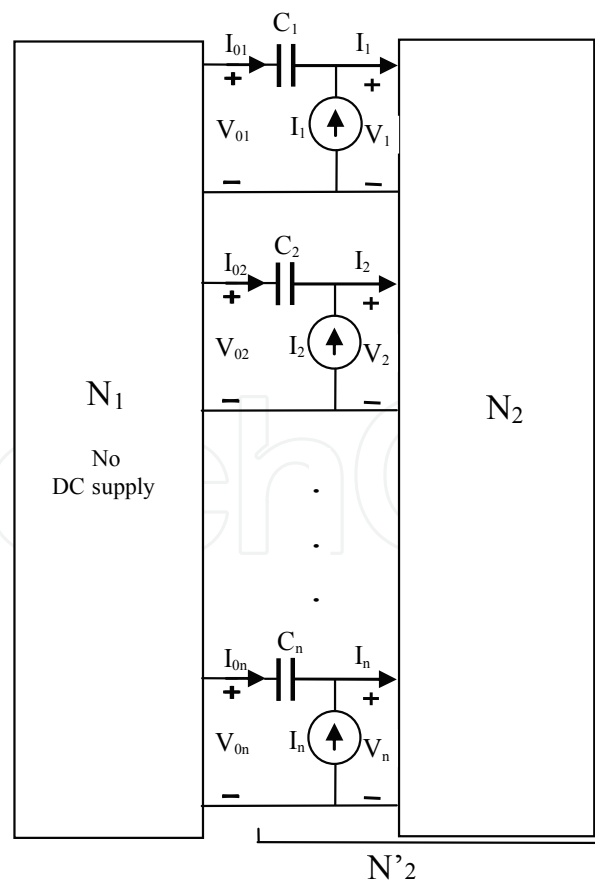 C₁
I₀₁ I₁
+ +
V₀₁ I₁ V₁
− −
C₂
I₀₂ I₂
+ +
V₀₂ I₂ V₂
− −
N₁ N₂
No
DC supply
.
.
.
Cₙ
I₀ₙ Iₙ
+ +
V₀ₙ Iₙ Vₙ
− −
N’₂